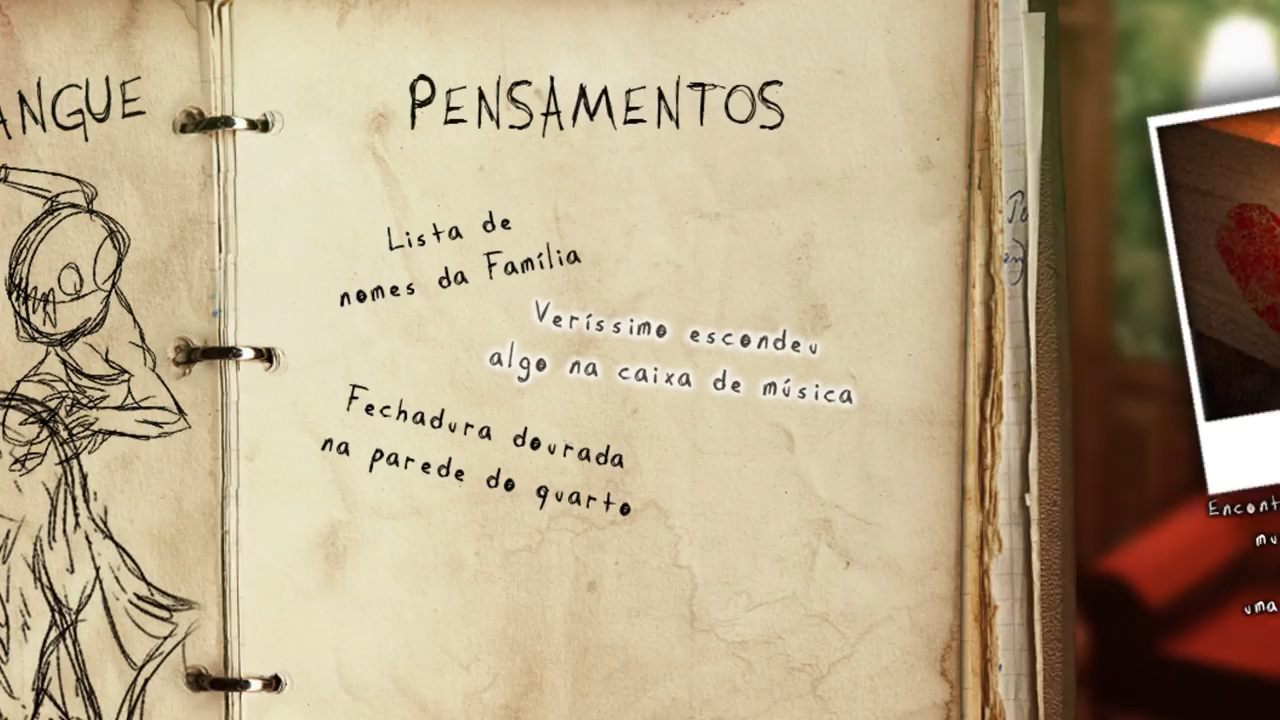 ANGUE
PENSAMENTOS
Lista de
nomes da Família
Veríssimo escondeu
algo na caixa de música
Fechadura dourada
na parede do quarto
Encont
mu
uma